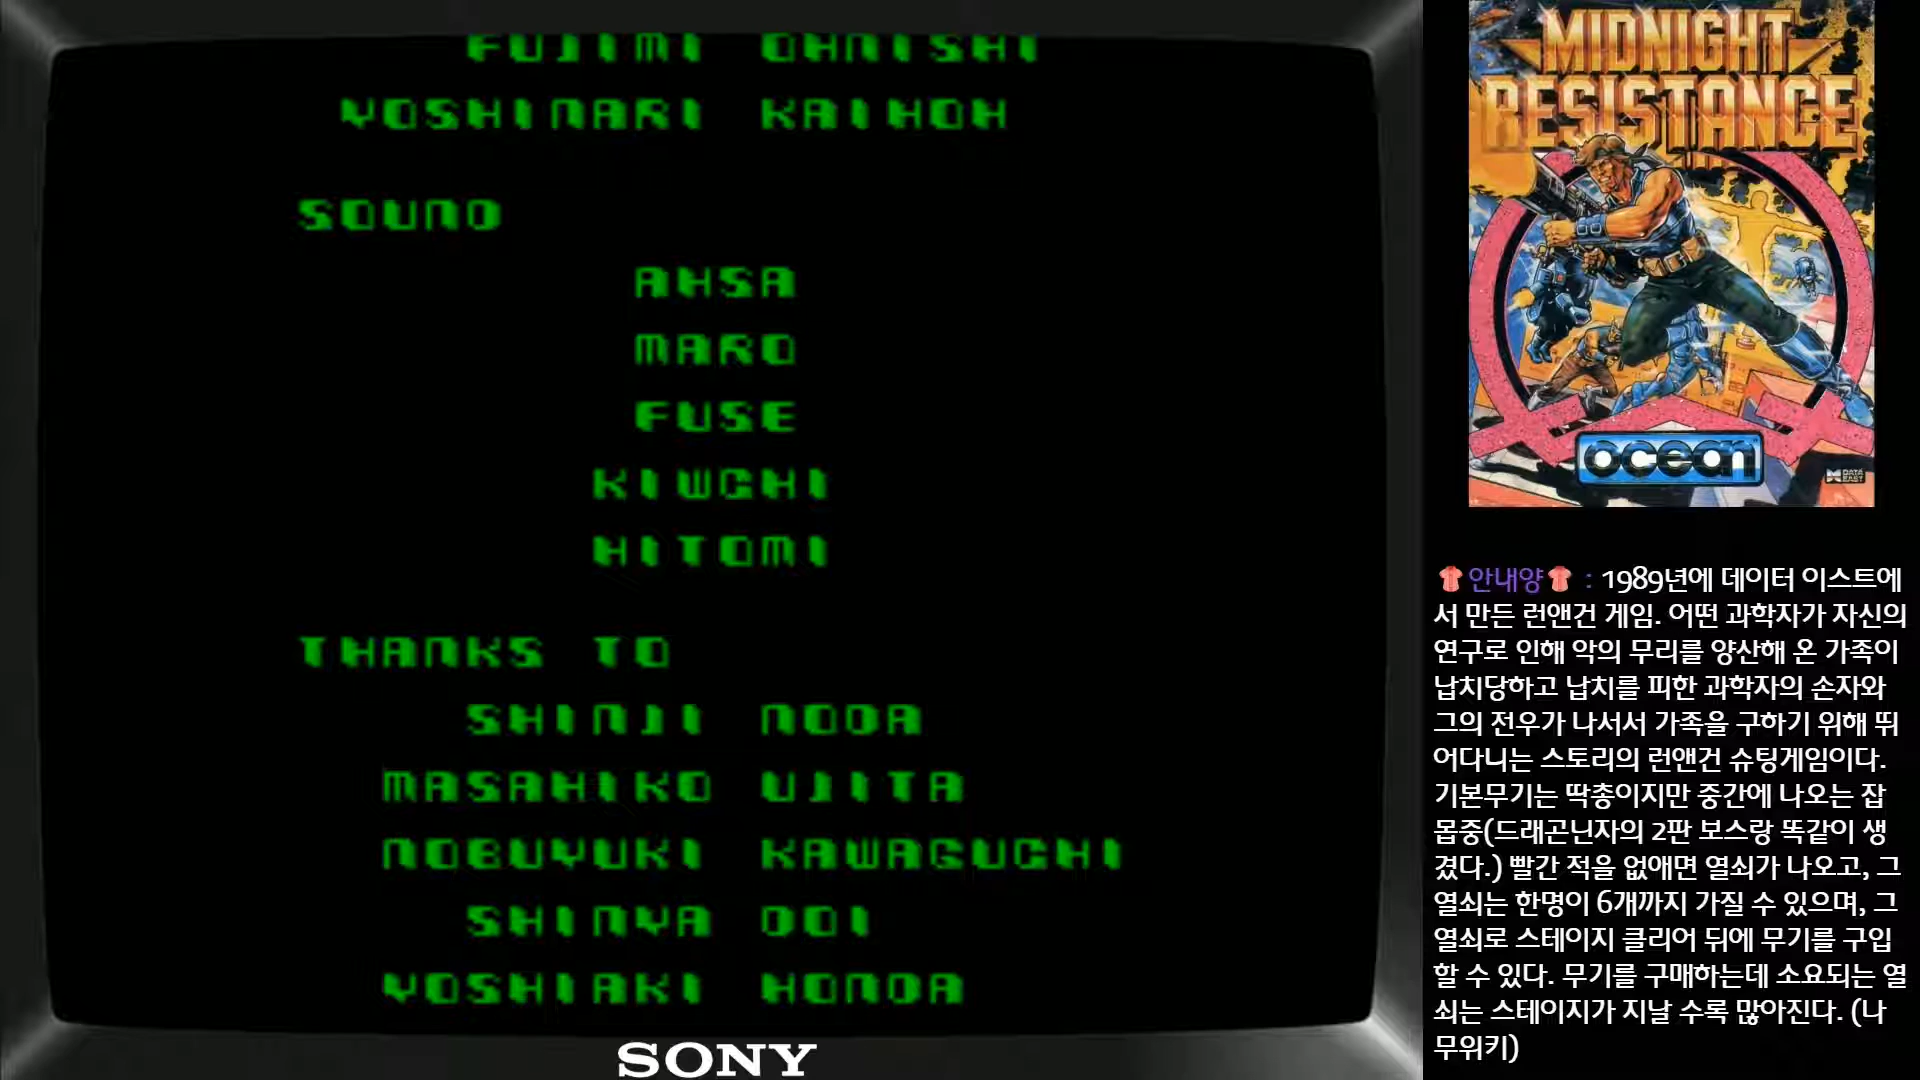 FUJIMI OHNISHI
YOSHINARI KAIHOH
SOUND
AHSA
MARO
FUSE
KIWCHI
HITOMI
THANKS TO
SHINJI NODA
MASAHIKO UJITA
NOBUYUKI KAWAGUCHI
SHINYA DOI
YOSHIAKI HONDA
SONY
MIDNIGHT
RESISTANCE
ocean
DATA
EAST
안내양 : 1989년에 데이터 이스트에
서 만든 런앤건 게임. 어떤 과학자가 자신의
연구로 인해 악의 무리를 양산해 온 가족이
납치당하고 납치를 피한 과학자의 손자와
그의 전우가 나서서 가족을 구하기 위해 뛰
어다니는 스토리의 런앤건 슈팅게임이다.
기본무기는 딱총이지만 중간에 나오는 잡
몹중(드래곤닌자의 2판 보스랑 똑같이 생
겼다.) 빨간 적을 없애면 열쇠가 나오고, 그
열쇠는 한명이 6개까지 가질 수 있으며, 그
열쇠로 스테이지 클리어 뒤에 무기를 구입
할 수 있다. 무기를 구매하는데 소요되는 열
쇠는 스테이지가 지날 수록 많아진다. (나
무위키)